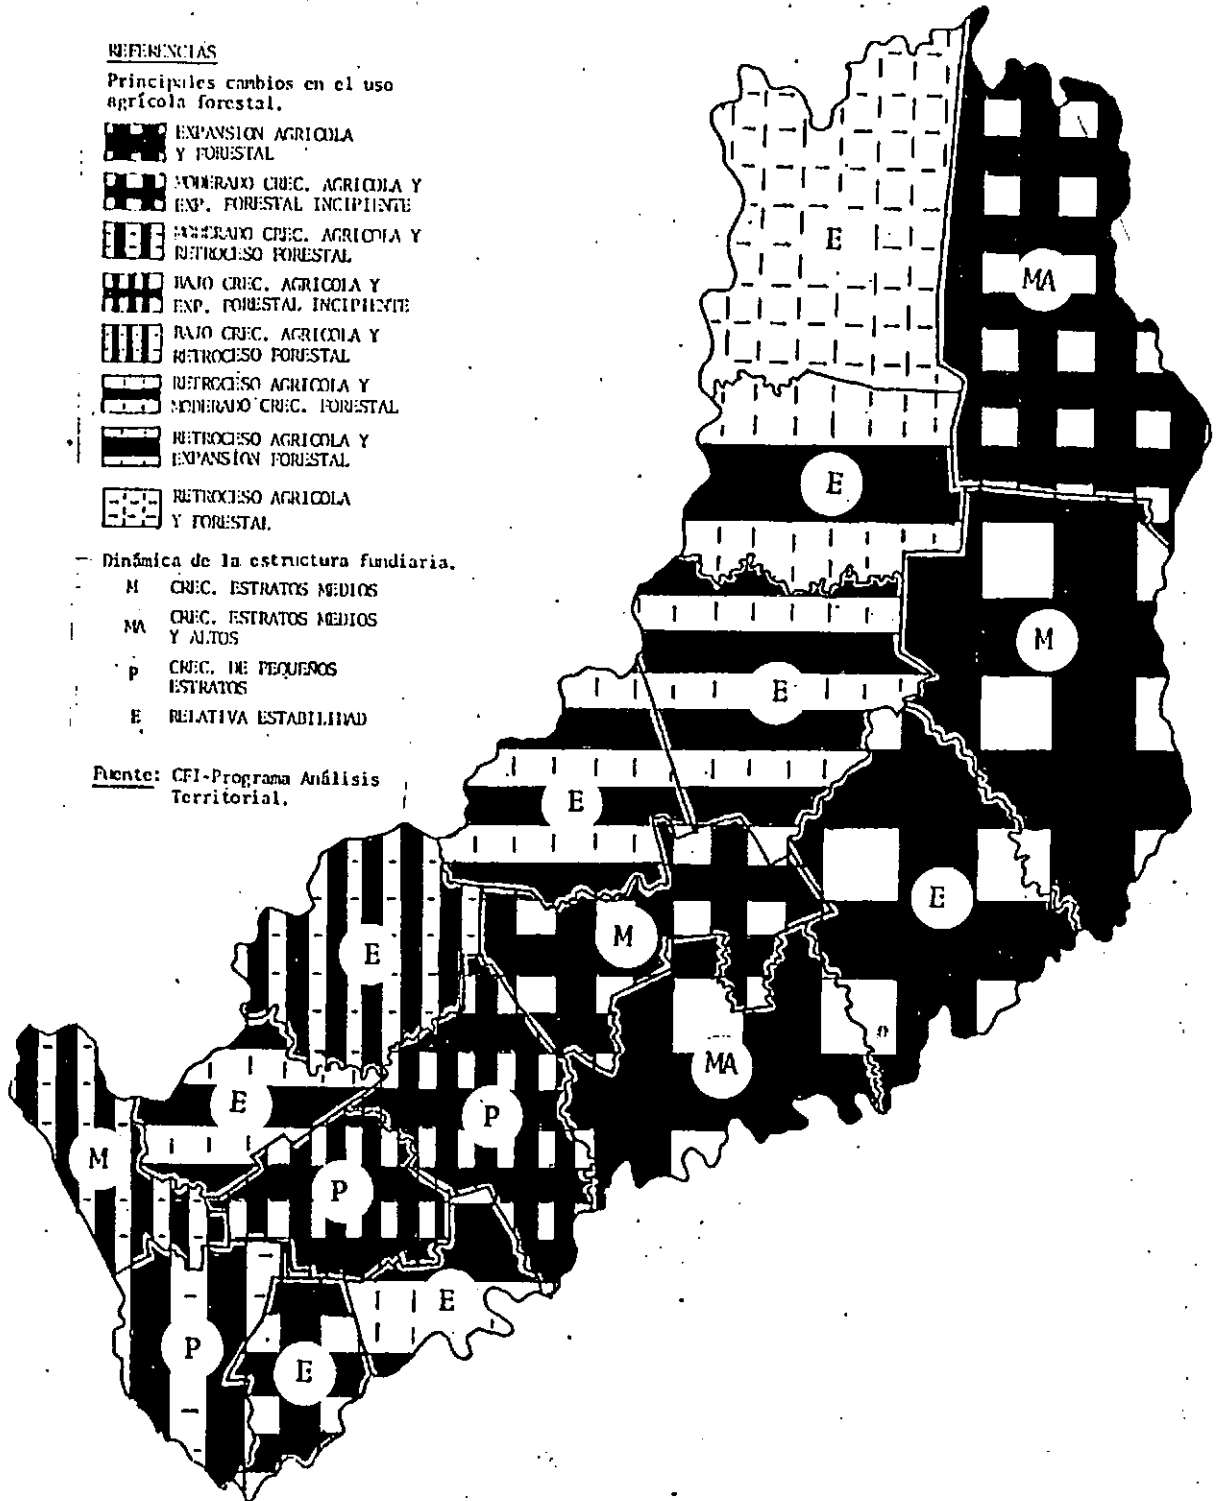 REFERENCIAS
Principales cambios en el uso
agrícola forestal.
EXPANSION AGRICOLA
Y FORESTAL
MODERADO CREC. AGRICOLA Y
EXP. FORESTAL INCIPIENTE
MODERADO CREC. AGRICOLA Y
RETROCESO FORESTAL
BAJO CREC. AGRICOLA Y
EXP. FORESTAL INCIPIENTE
BAJO CREC. AGRICOLA Y
RETROCESO FORESTAL
RETROCESO AGRICOLA Y
MODERADO CREC. FORESTAL
RETROCESO AGRICOLA Y
EXPANSIÓN FORESTAL
RETROCESO AGRICOLA
Y FORESTAL
Dinámica de la estructura fundiaria.
M CREC. ESTRATOS MEDIOS
MA CREC. ESTRATOS MEDIOS
Y ALTOS
P CREC. DE PEQUEÑOS
ESTRATOS
E RELATIVA ESTABILIDAD
Fuente: CFI-Programa Análisis
Territorial.
E
MA
E
M
E
E
E
M
E
MA
E
P
M
P
E
P
E